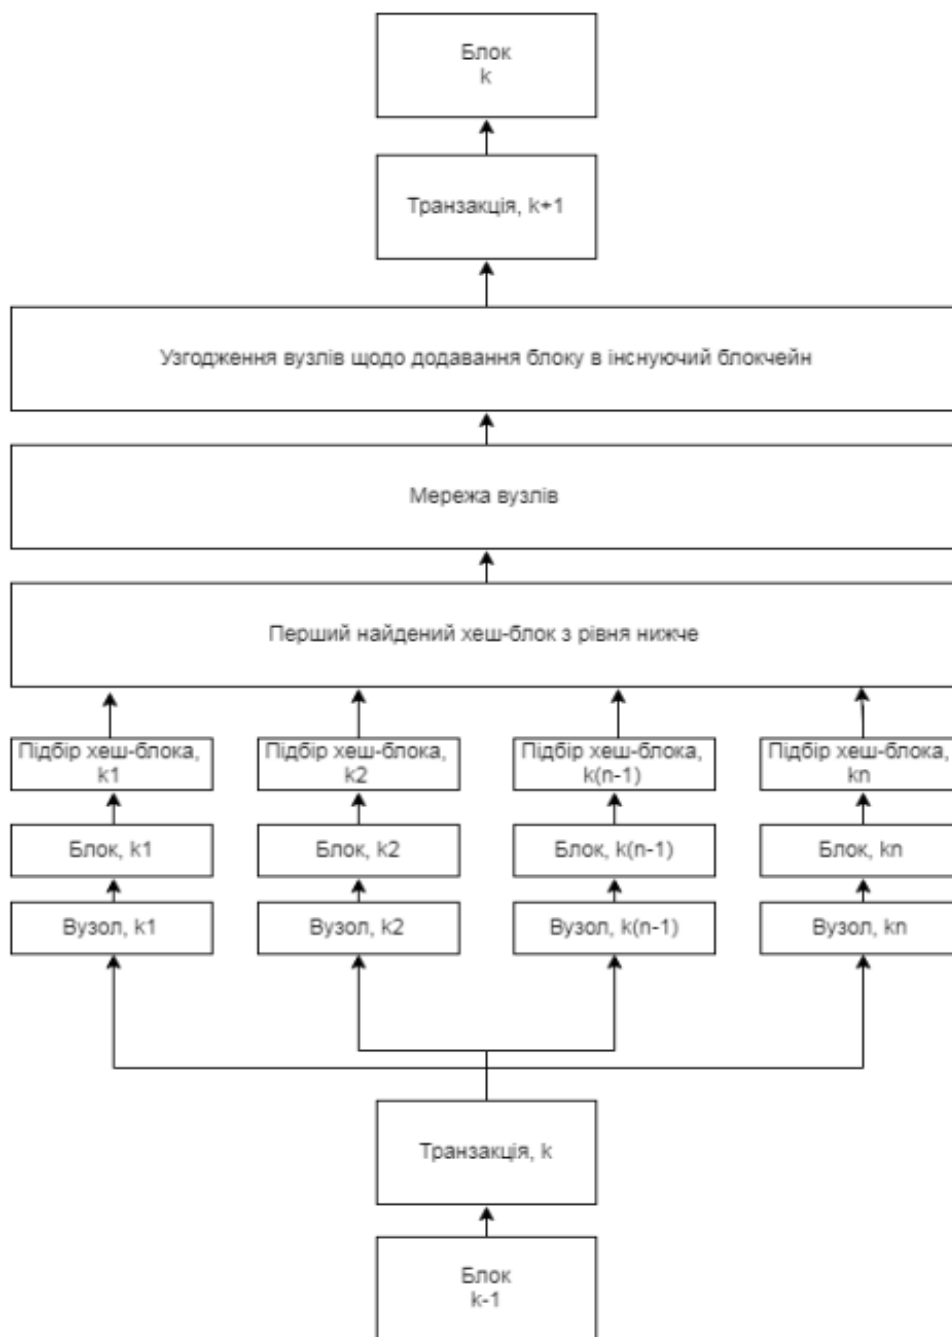 Блок
k
Транзакція, k+1
Узгодження вузлів щодо додавання блоку в інснуючий блокчейн
Мережа вузлів
Перший найдений хеш-блок з рівня нижче
Підбір хеш-блока,
k1
Підбір хеш-блока,
k2
Підбір хеш-блока,
k(n-1)
Підбір хеш-блока,
kn
Блок, k1
Блок, k2
Блок, k(n-1)
Блок, kn
Вузол, k1
Вузол, k2
Вузол, k(n-1)
Вузол, kn
Транзакція, k
Блок
k-1